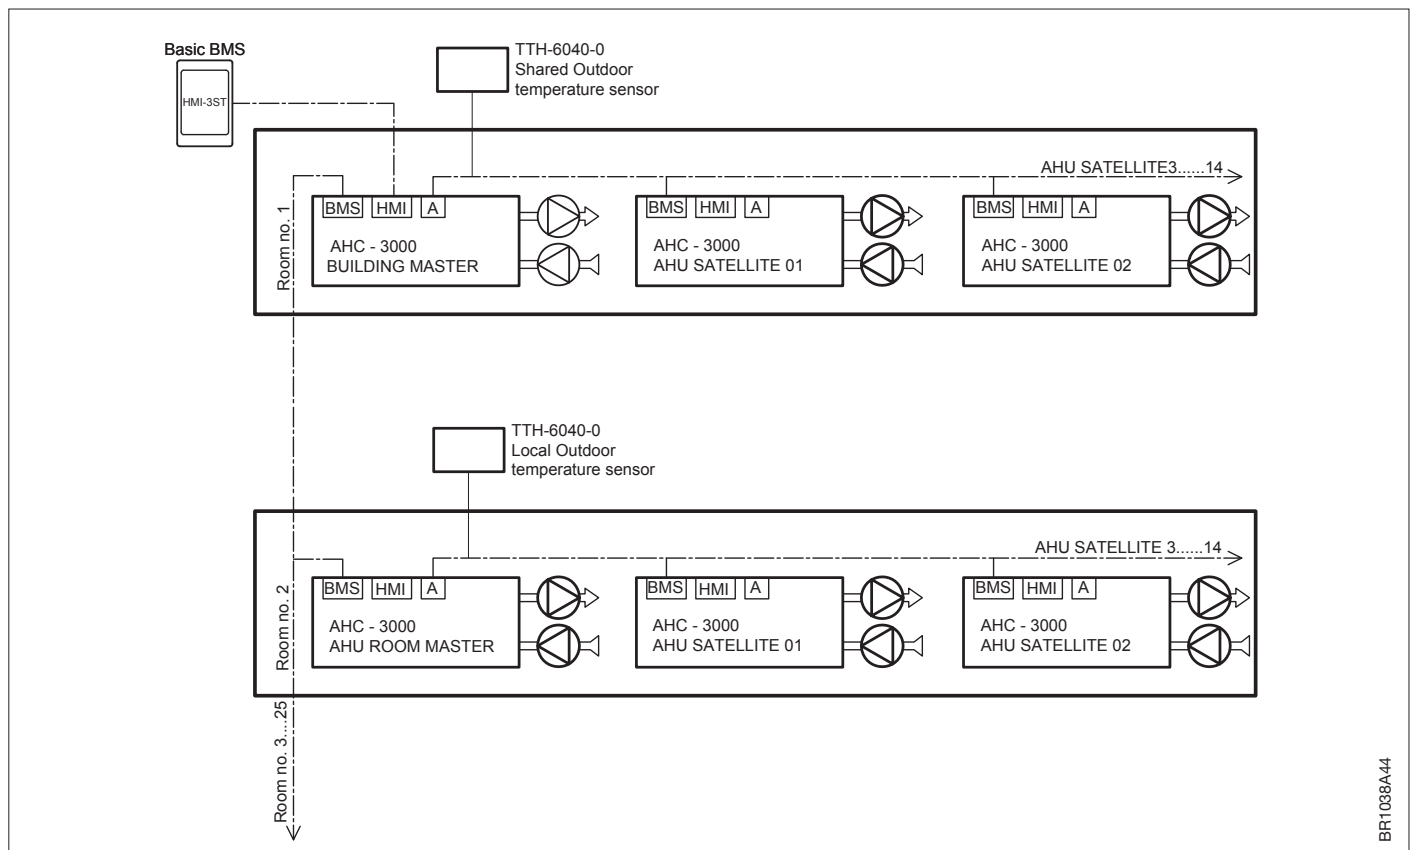 Basic BMS
HMI-3ST
TTH-6040-0
Shared Outdoor
temperature sensor
AHU SATELLITE3......14
Room no. 1
BMS HMI A
AHC - 3000
BUILDING MASTER
BMS HMI A
AHC - 3000
AHU SATELLITE 01
BMS HMI A
AHC - 3000
AHU SATELLITE 02
TTH-6040-0
Local Outdoor
temperature sensor
AHU SATELLITE 3......14
Room no. 2
BMS HMI A
AHC - 3000
AHU ROOM MASTER
BMS HMI A
AHC - 3000
AHU SATELLITE 01
BMS HMI A
AHC - 3000
AHU SATELLITE 02
Room no. 3....25
BR1038A44